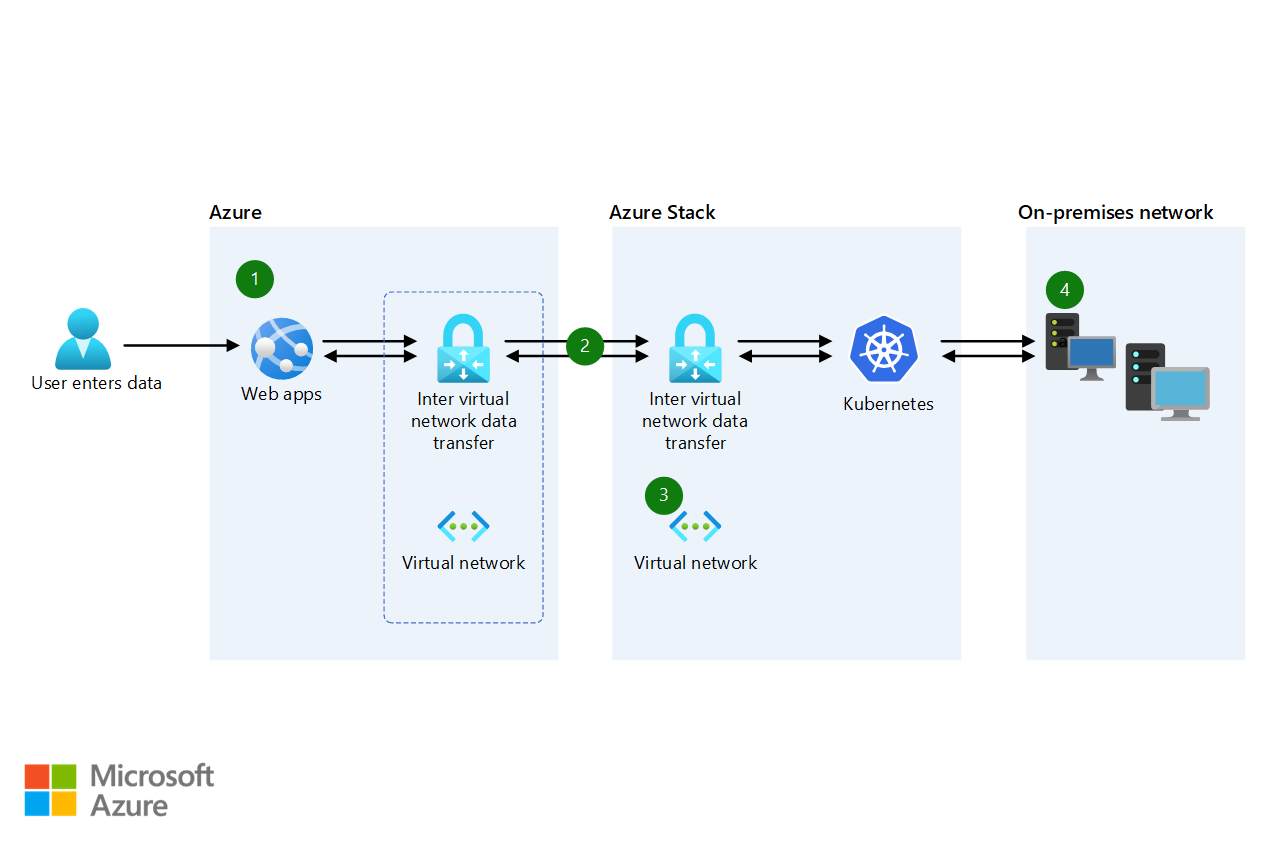 Azure
Azure Stack
On-premises network
1
2
3
4
User enters data
Web apps
Inter virtual
network data
transfer
Virtual network
Inter virtual
network data
transfer
Virtual network
Kubernetes
Microsoft
Azure